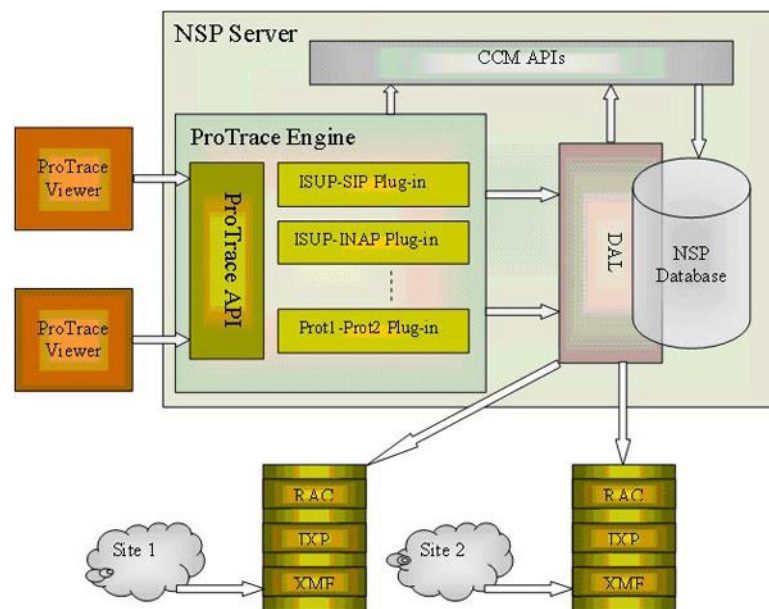 NSP Server
CCM APIs
ProTrace Engine
ProTrace
Viewer
ProTrace API
ISUP-SIP Plug-in
ISUP-INAP Plug-in
Prot1-Prot2 Plug-in
DAL
NSP
Database
ProTrace
Viewer
RAC
IXP
XMF
Site 1
RAC
IXP
XMF
Site 2